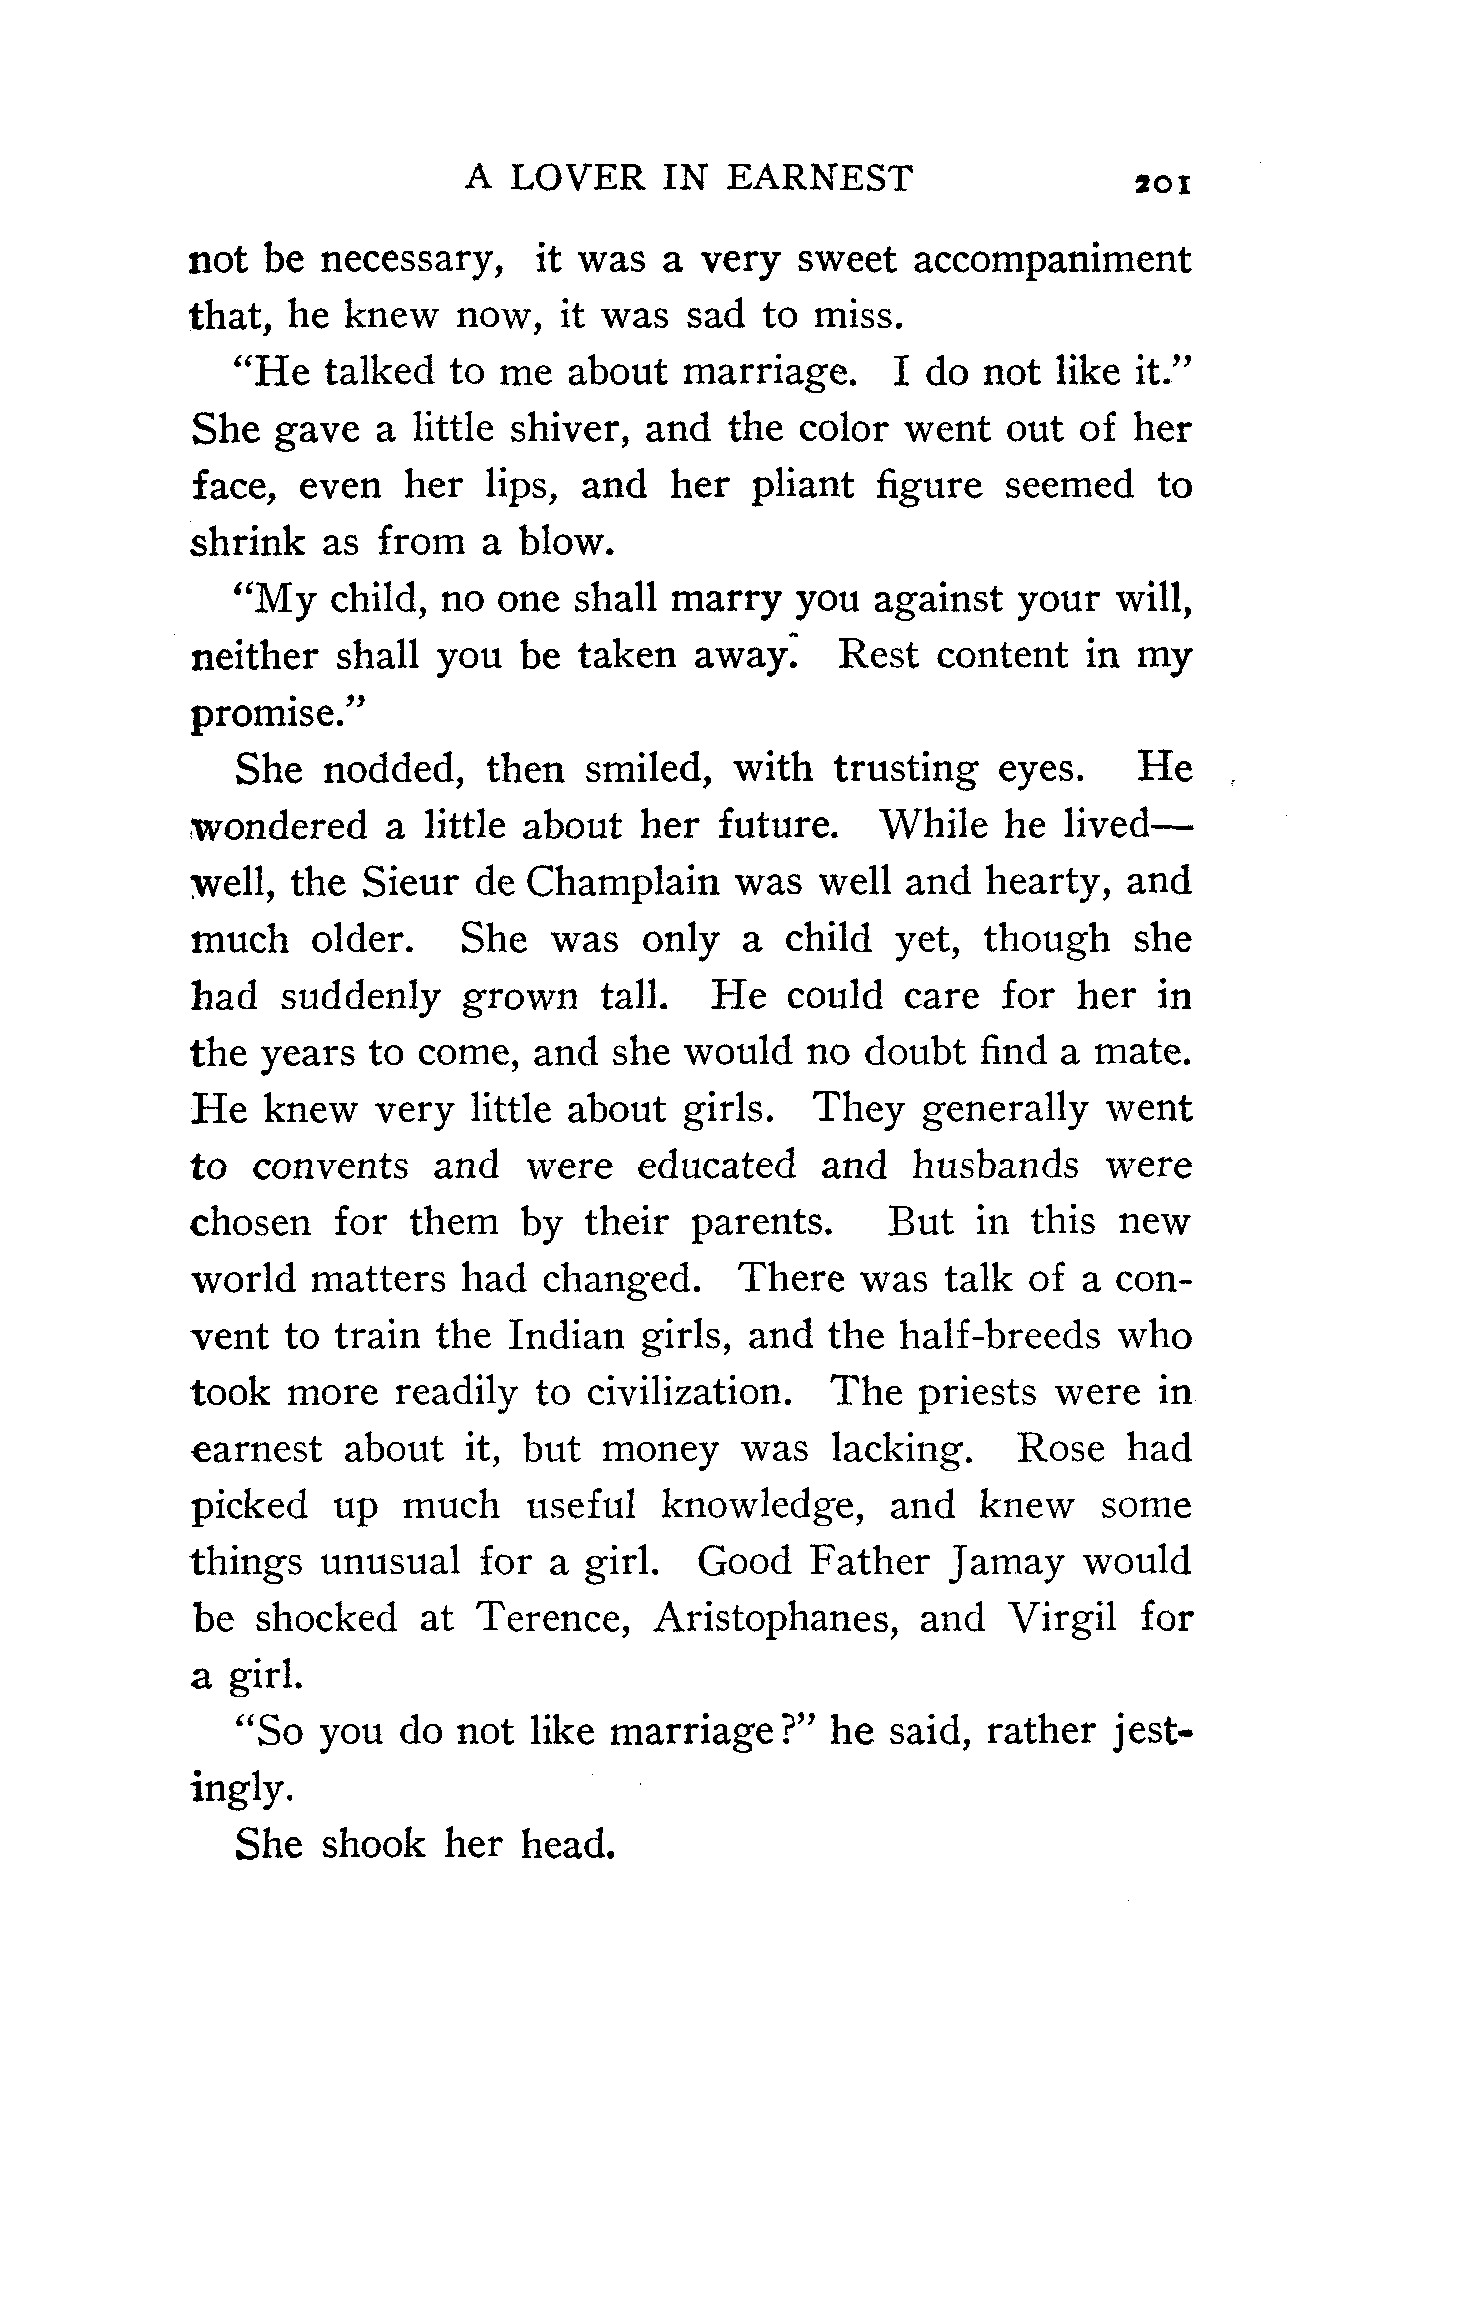 A LOVER IN EARNEST 201
not be necessary, it was a very sweet accompaniment
that, he knew now, it was sad to miss.
"He talked to me about marriage. I do not like it."
She gave a little shiver, and the color went out of her
face, even her lips, and her pliant figure seemed to
shrink as from a blow.
"My child, no one shall marry you against your will,
neither shall you be taken away. Rest content in my
promise."
She nodded, then smiled, with trusting eyes. He
wondered a little about her future. While he lived—
well, the Sieur de Champlain was well and hearty, and
much older. She was only a child yet, though she
had suddenly grown tall. He could care for her in
the years to come, and she would no doubt find a mate.
He knew very little about girls. They generally went
to convents and were educated and husbands were
chosen for them by their parents. But in this new
world matters had changed. There was talk of a con-
vent to train the Indian girls, and the half-breeds who
took more readily to civilization. The priests were in
earnest about it, but money was lacking. Rose had
picked up much useful knowledge, and knew some
things unusual for a girl. Good Father Jamay would
be shocked at Terence, Aristophanes, and Virgil for
a girl.
"So you do not like marriage?" he said, rather jest-
ingly.
She shook her head.